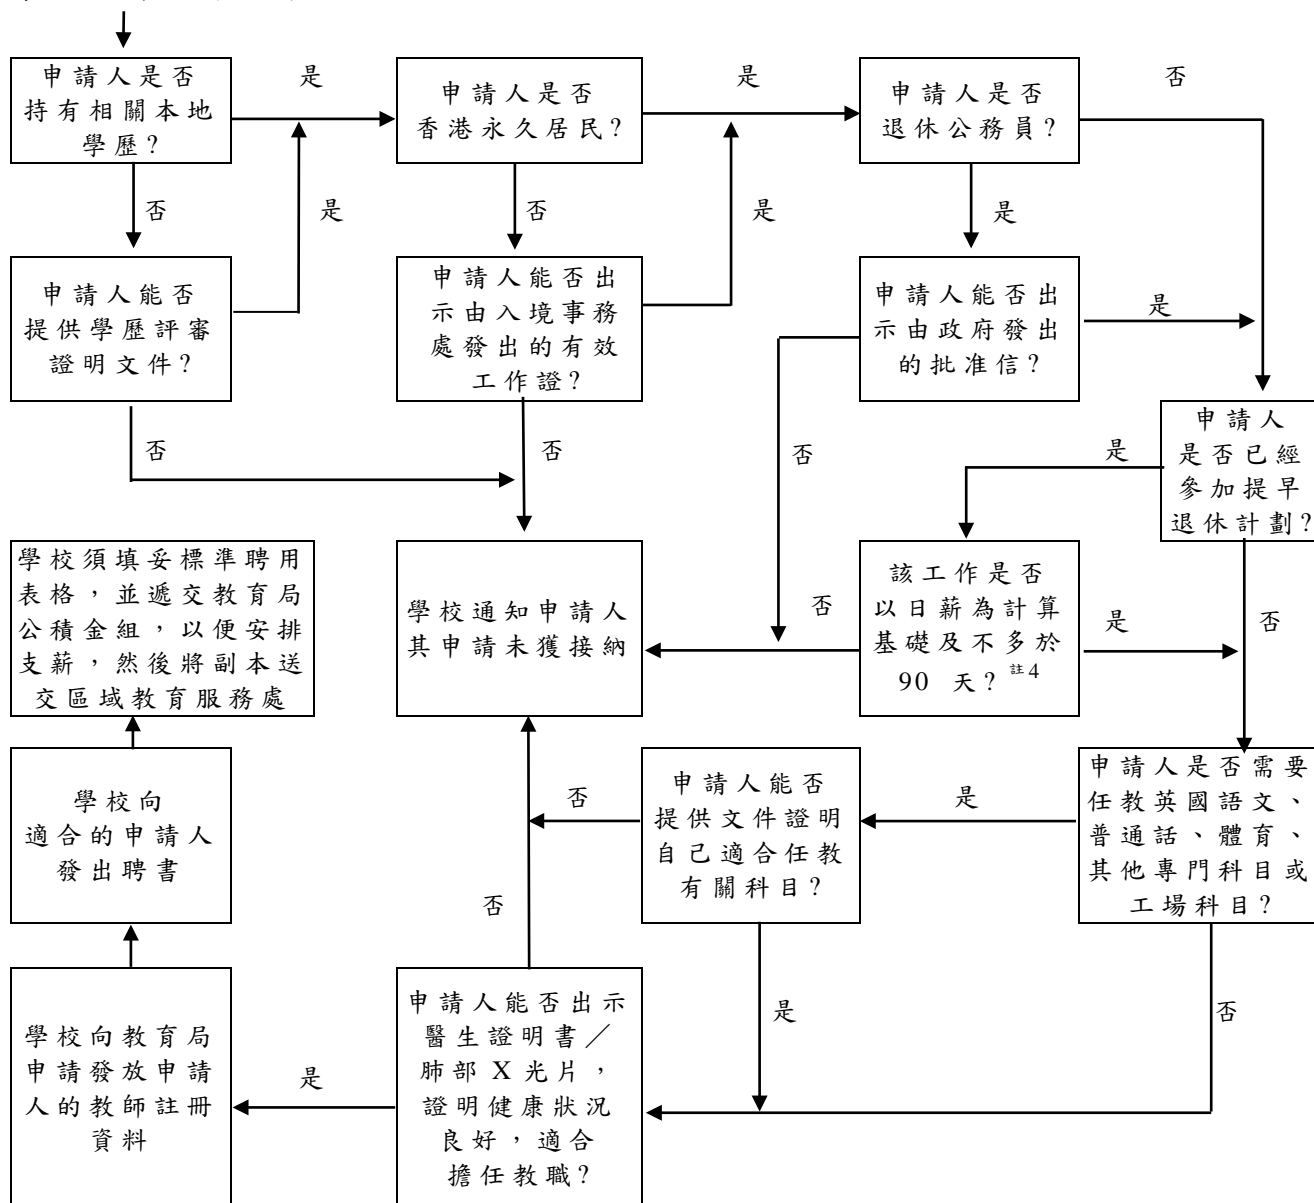 申請人是否
持有相關本地
學歷?
是
申請人是否
香港永久居民?
是
申請人是否
退休公務員?
否
否
是
否
是
是
申請人能否
提供學歷評審
證明文件?
申請人能否出
示由入境事務
處發出的有效
工作證?
申請人能否出
示由政府發出
的批准信?
是
否
否
否
是
申請人
是否已經
參加提早
退休計劃?
學校須填妥標準聘用
表格，並遞交教育局
公積金組，以便安排
支薪，然後將副本送
交區域教育服務處
學校通知申請人
其申請未獲接納
否
該工作是否
以日薪為計算
基礎及不多於
90 天? 註4
是
否
學校向
適合的申請人
發出聘書
否
申請人能否
提供文件證明
自己適合任教
有關科目?
是
申請人是否需要
任教英國語文、
普通話、體育、
其他專門科目或
工場科目?
否
是
否
學校向教育局
申請發放申請
人的教師註冊
資料
是
申請人能否出示
醫生證明書／
肺部 X 光片，
證明健康狀況
良好，適合
擔任教職?